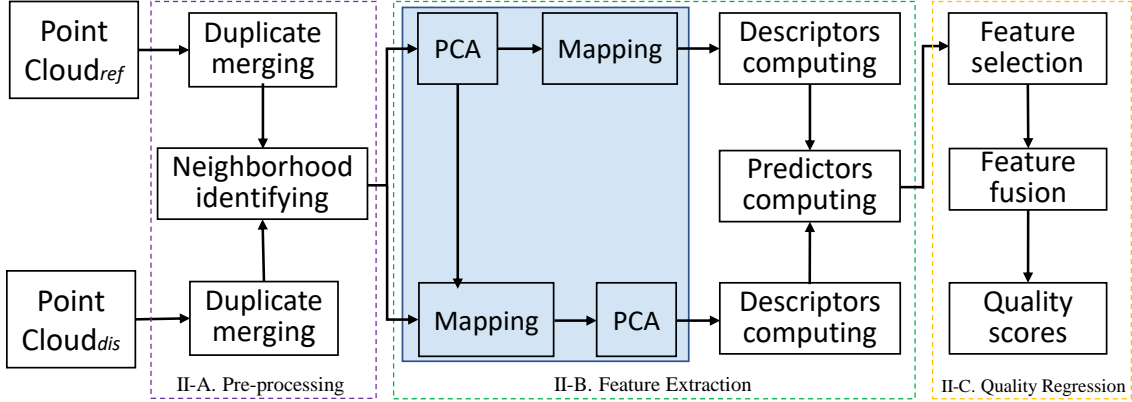 Point
Cloudref
Duplicate
merging
Neighborhood
identifying
Point
Clouddis
Duplicate
merging
II-A. Pre-processing
PCA
Mapping
Descriptors
computing
Predictors
computing
Mapping
PCA
Descriptors
computing
II-B. Feature Extraction
Feature
selection
Feature
fusion
Quality
scores
II-C. Quality Regression